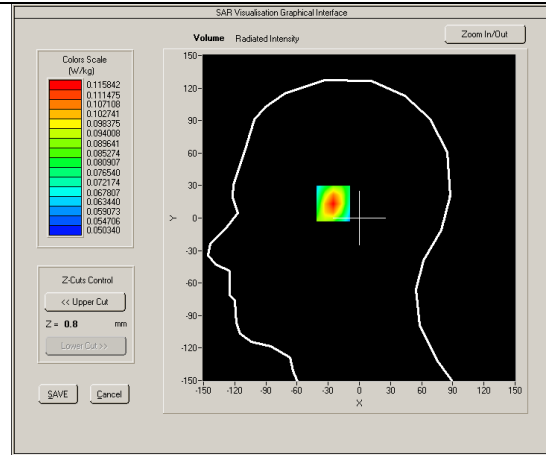 SAR Visualisation Graphical Interface
Volume Radiated Intensity
Zoom In/Out
Colors Scale
(W/kg)
0.115842
0.111475
0.107108
0.102741
0.098375
0.094008
0.089641
0.085274
0.080907
0.076540
0.072174
0.067807
0.063440
0.059073
0.054706
0.050340
Z-Cuts Control
<< Upper Cut
Z = 0.8 mm
Lower Cut >>
SAVE Cancel
150
120
90
60
30
Y 0
-30
-60
-90
-120
-150
-150 -120 -90 -60 -30 0 30 60 90 120 150
X